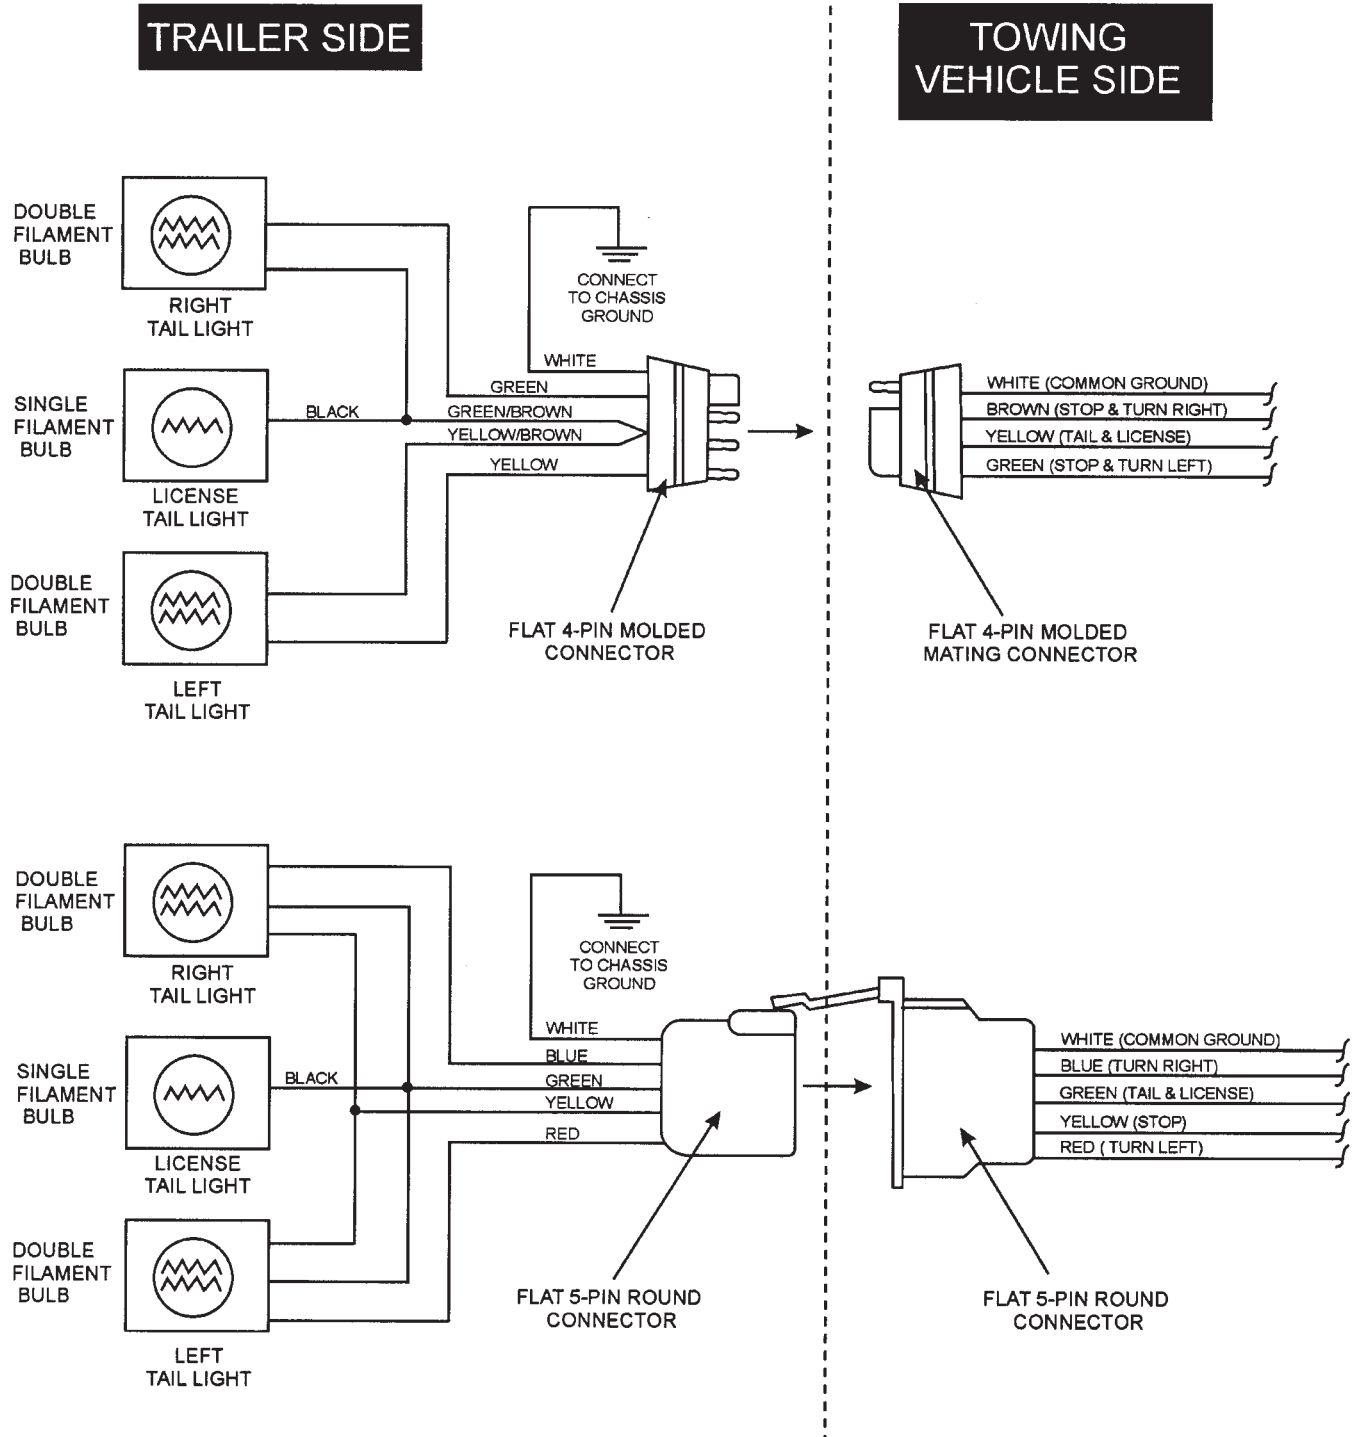 TRAILER SIDE
TOWING
VEHICLE SIDE
DOUBLE
FILAMENT
BULB
RIGHT
TAIL LIGHT
CONNECT
TO CHASSIS
GROUND
WHITE
GREEN
BLACK
GREEN/BROWN
YELLOW/BROWN
YELLOW
SINGLE
FILAMENT
BULB
LICENSE
TAIL LIGHT
DOUBLE
FILAMENT
BULB
LEFT
TAIL LIGHT
FLAT 4-PIN MOLDED
CONNECTOR
WHITE (COMMON GROUND)
BROWN (STOP & TURN RIGHT)
YELLOW (TAIL & LICENSE)
GREEN (STOP & TURN LEFT)
FLAT 4-PIN MOLDED
MATING CONNECTOR
DOUBLE
FILAMENT
BULB
RIGHT
TAIL LIGHT
CONNECT
TO CHASSIS
GROUND
WHITE
BLUE
BLACK
GREEN
YELLOW
RED
SINGLE
FILAMENT
BULB
LICENSE
TAIL LIGHT
DOUBLE
FILAMENT
BULB
LEFT
TAIL LIGHT
FLAT 5-PIN ROUND
CONNECTOR
WHITE (COMMON GROUND)
BLUE (TURN RIGHT)
GREEN (TAIL & LICENSE)
YELLOW (STOP)
RED ( TURN LEFT)
FLAT 5-PIN ROUND
CONNECTOR